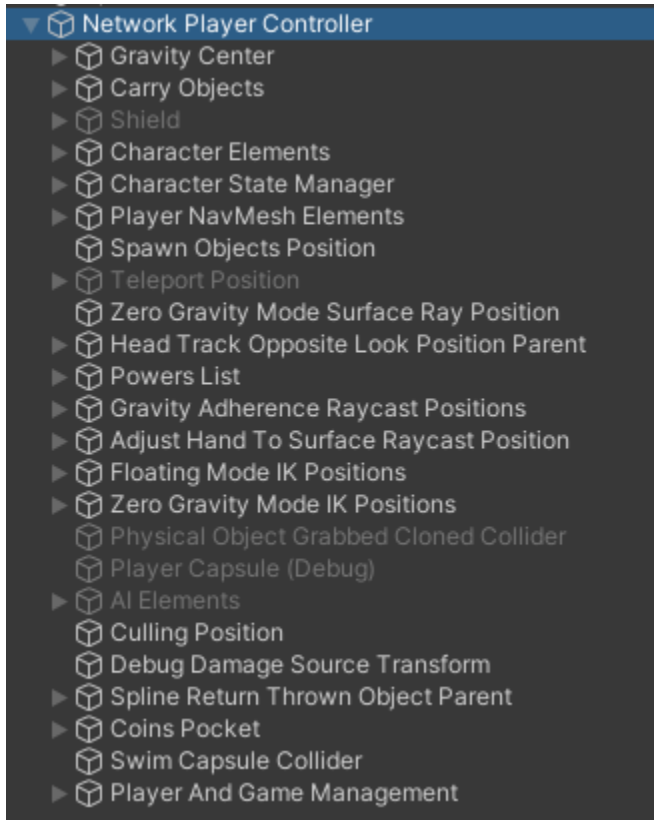 Network Player Controller
Gravity Center
Carry Objects
Shield
Character Elements
Character State Manager
Player NavMesh Elements
Spawn Objects Position
Teleport Position
Zero Gravity Mode Surface Ray Position
Head Track Opposite Look Position Parent
Powers List
Gravity Adherence Raycast Positions
Adjust Hand To Surface Raycast Position
Floating Mode IK Positions
Zero Gravity Mode IK Positions
Physical Object Grabbed Cloned Collider
Player Capsule (Debug)
AI Elements
Culling Position
Debug Damage Source Transform
Spline Return Thrown Object Parent
Coins Pocket
Swim Capsule Collider
Player And Game Management